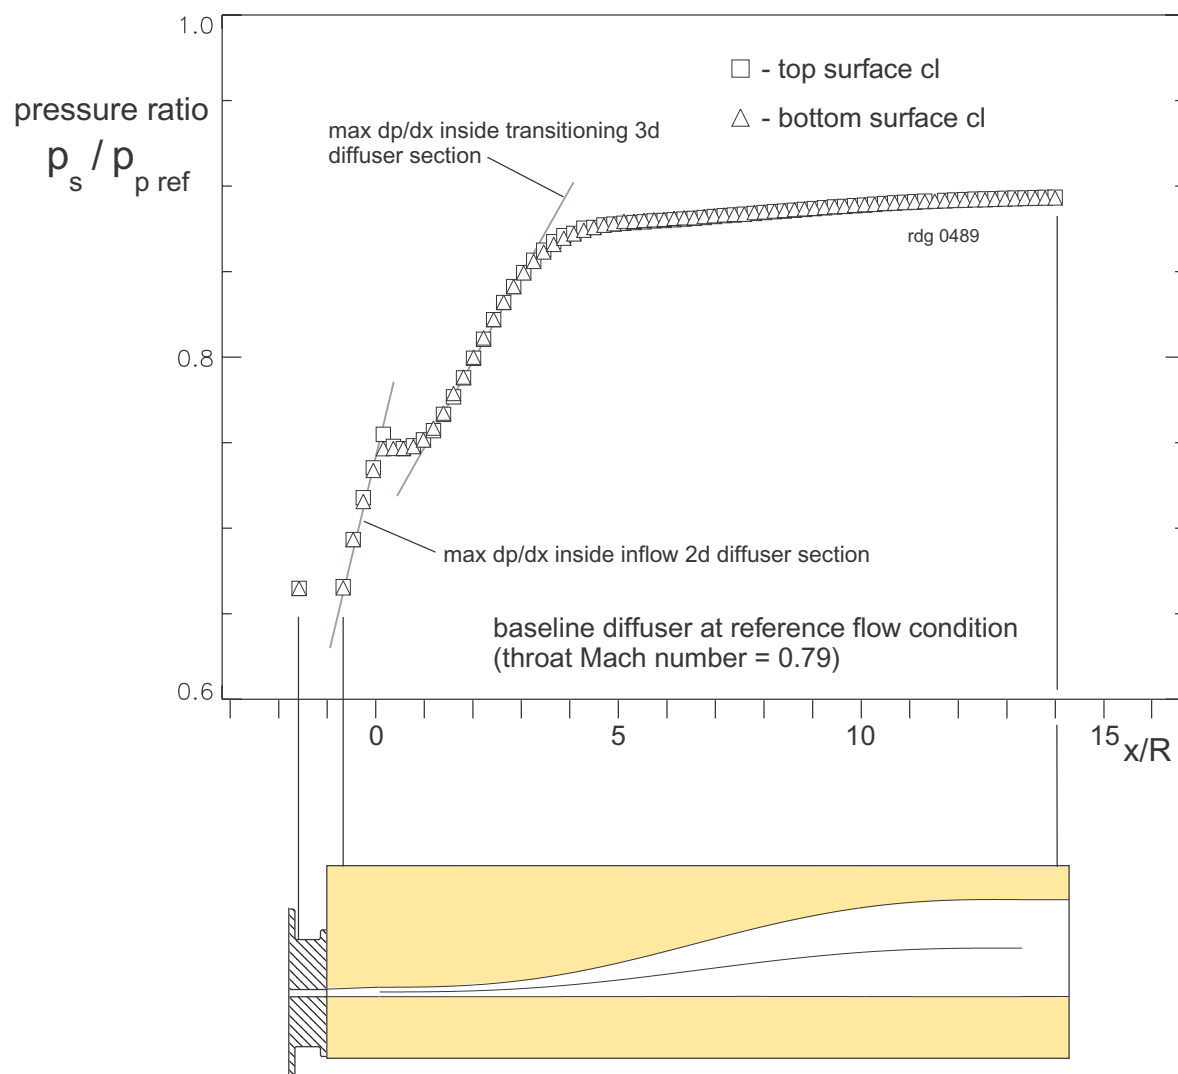 1.0
□ - top surface cl
△ - bottom surface cl
pressure ratio
p_s / p_p ref
max dp/dx inside transitioning 3d
diffuser section
rdg 0489
0.8
max dp/dx inside inflow 2d diffuser section
baseline diffuser at reference flow condition
(throat Mach number = 0.79)
0.6
0 5 10 15 x/R